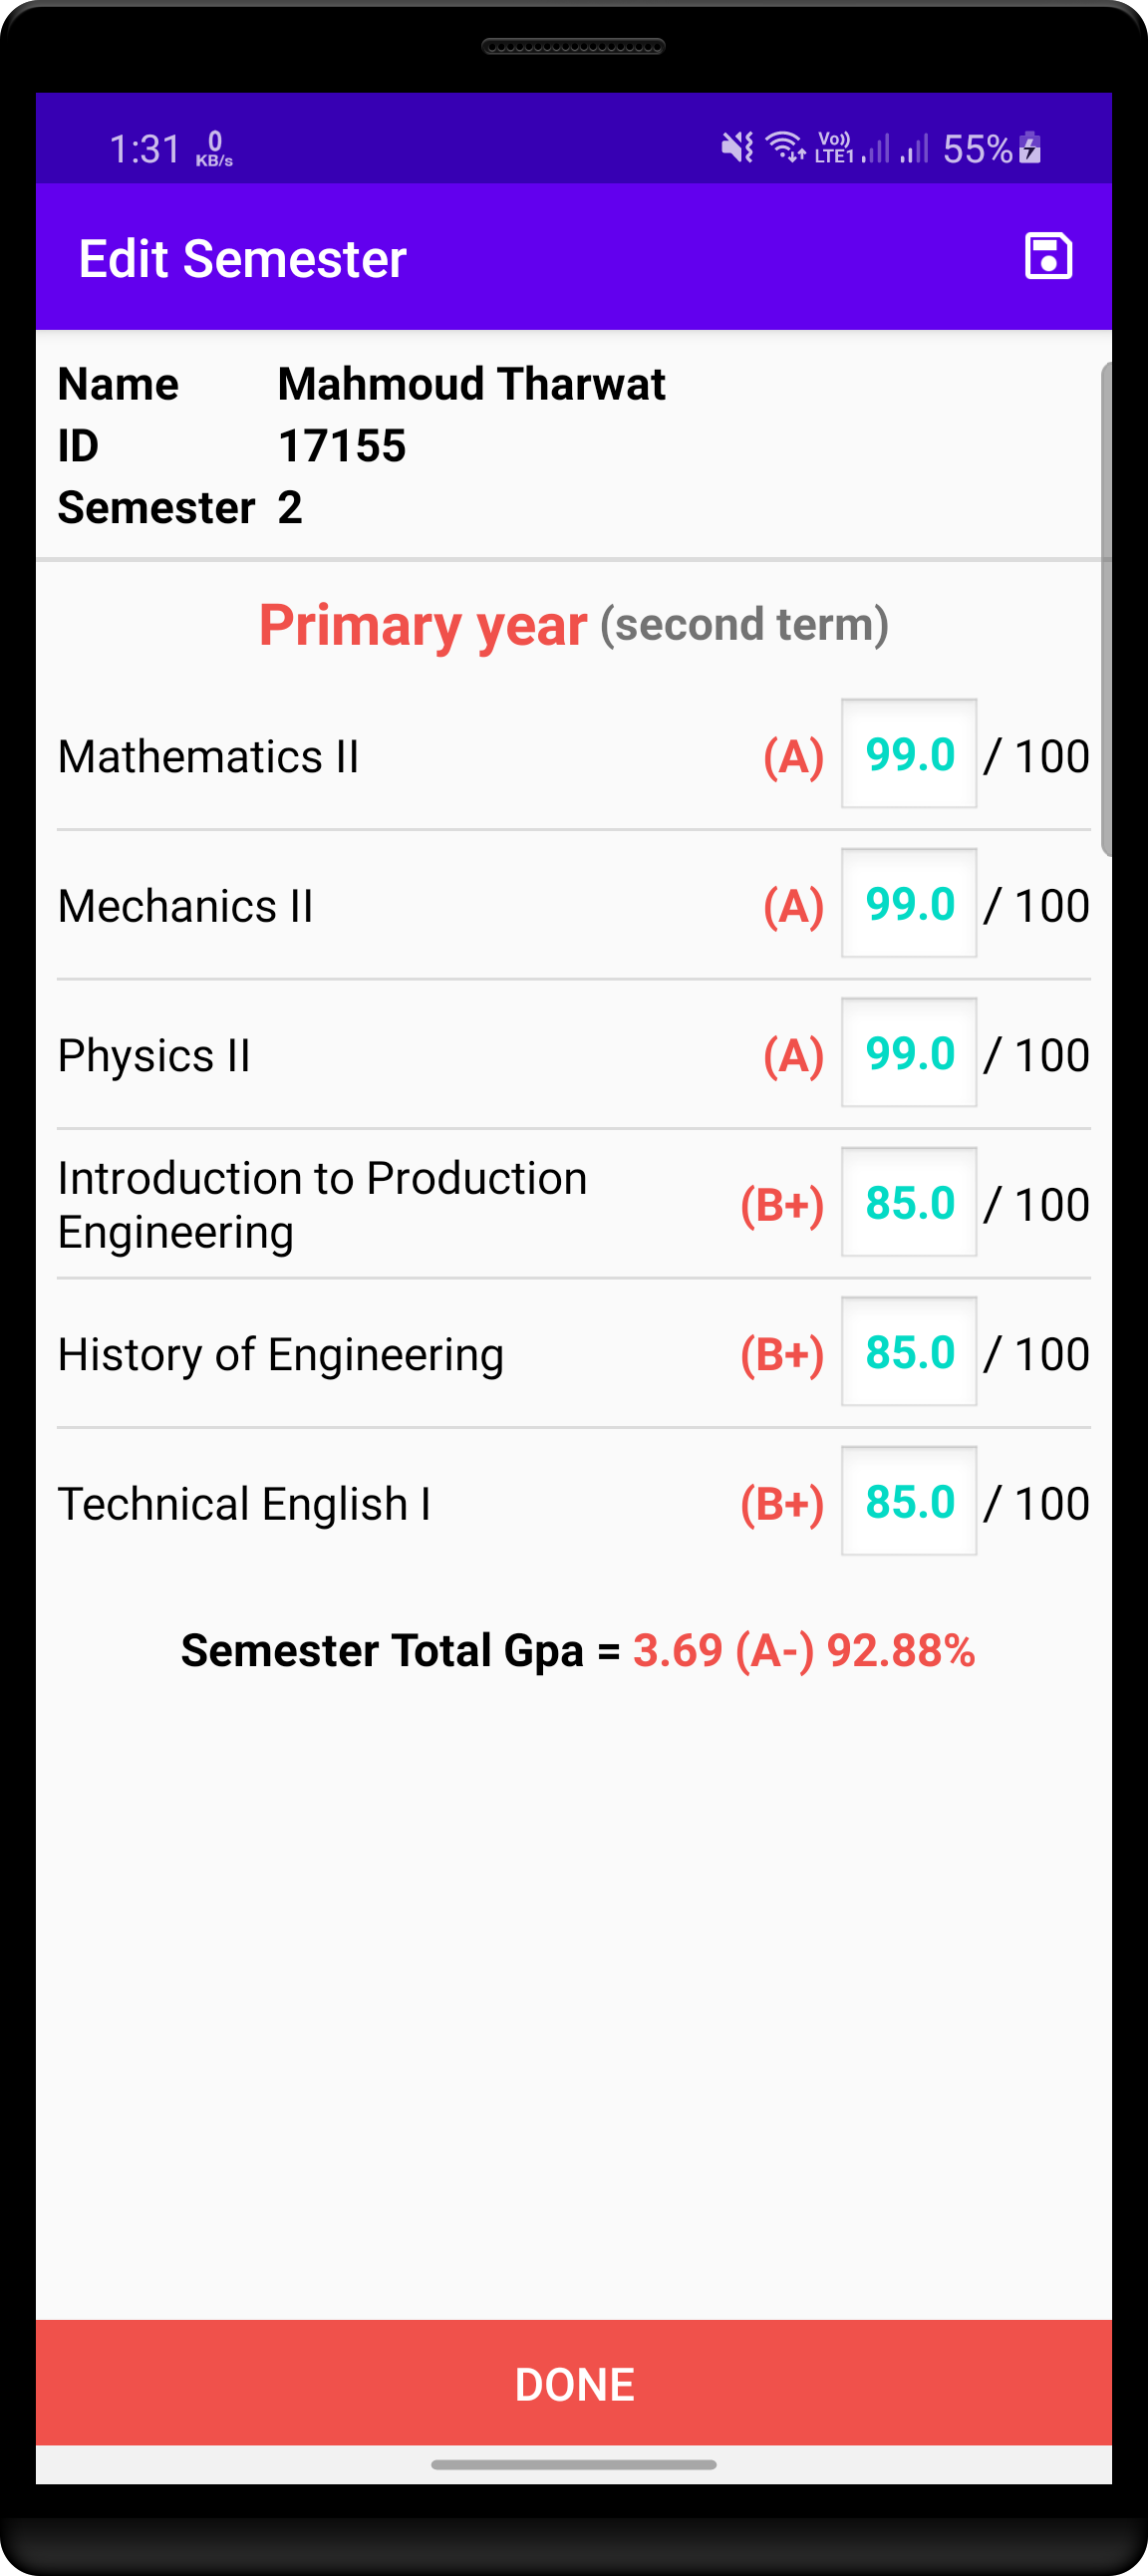 1:31 0 KB/s Vo)) LTE1 55%
Edit Semester
Name Mahmoud Tharwat
ID 17155
Semester 2
Primary year (second term)
Mathematics II (A) 99.0 / 100
Mechanics II (A) 99.0 / 100
Physics II (A) 99.0 / 100
Introduction to Production
Engineering (B+) 85.0 / 100
History of Engineering (B+) 85.0 / 100
Technical English I (B+) 85.0 / 100
Semester Total Gpa = 3.69 (A-) 92.88%
DONE